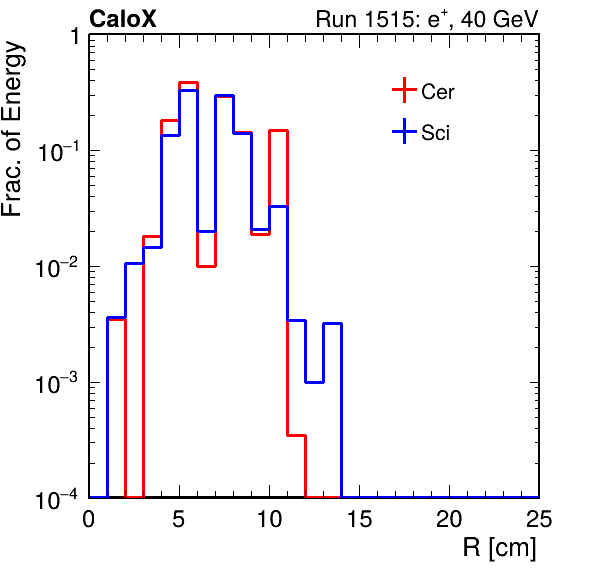 CaloX Run 1515: e⁺, 40 GeV
Frac. of Energy
1
10⁻¹
10⁻²
10⁻³
10⁻⁴
Cer
Sci
0 5 10 15 20 25
R [cm]